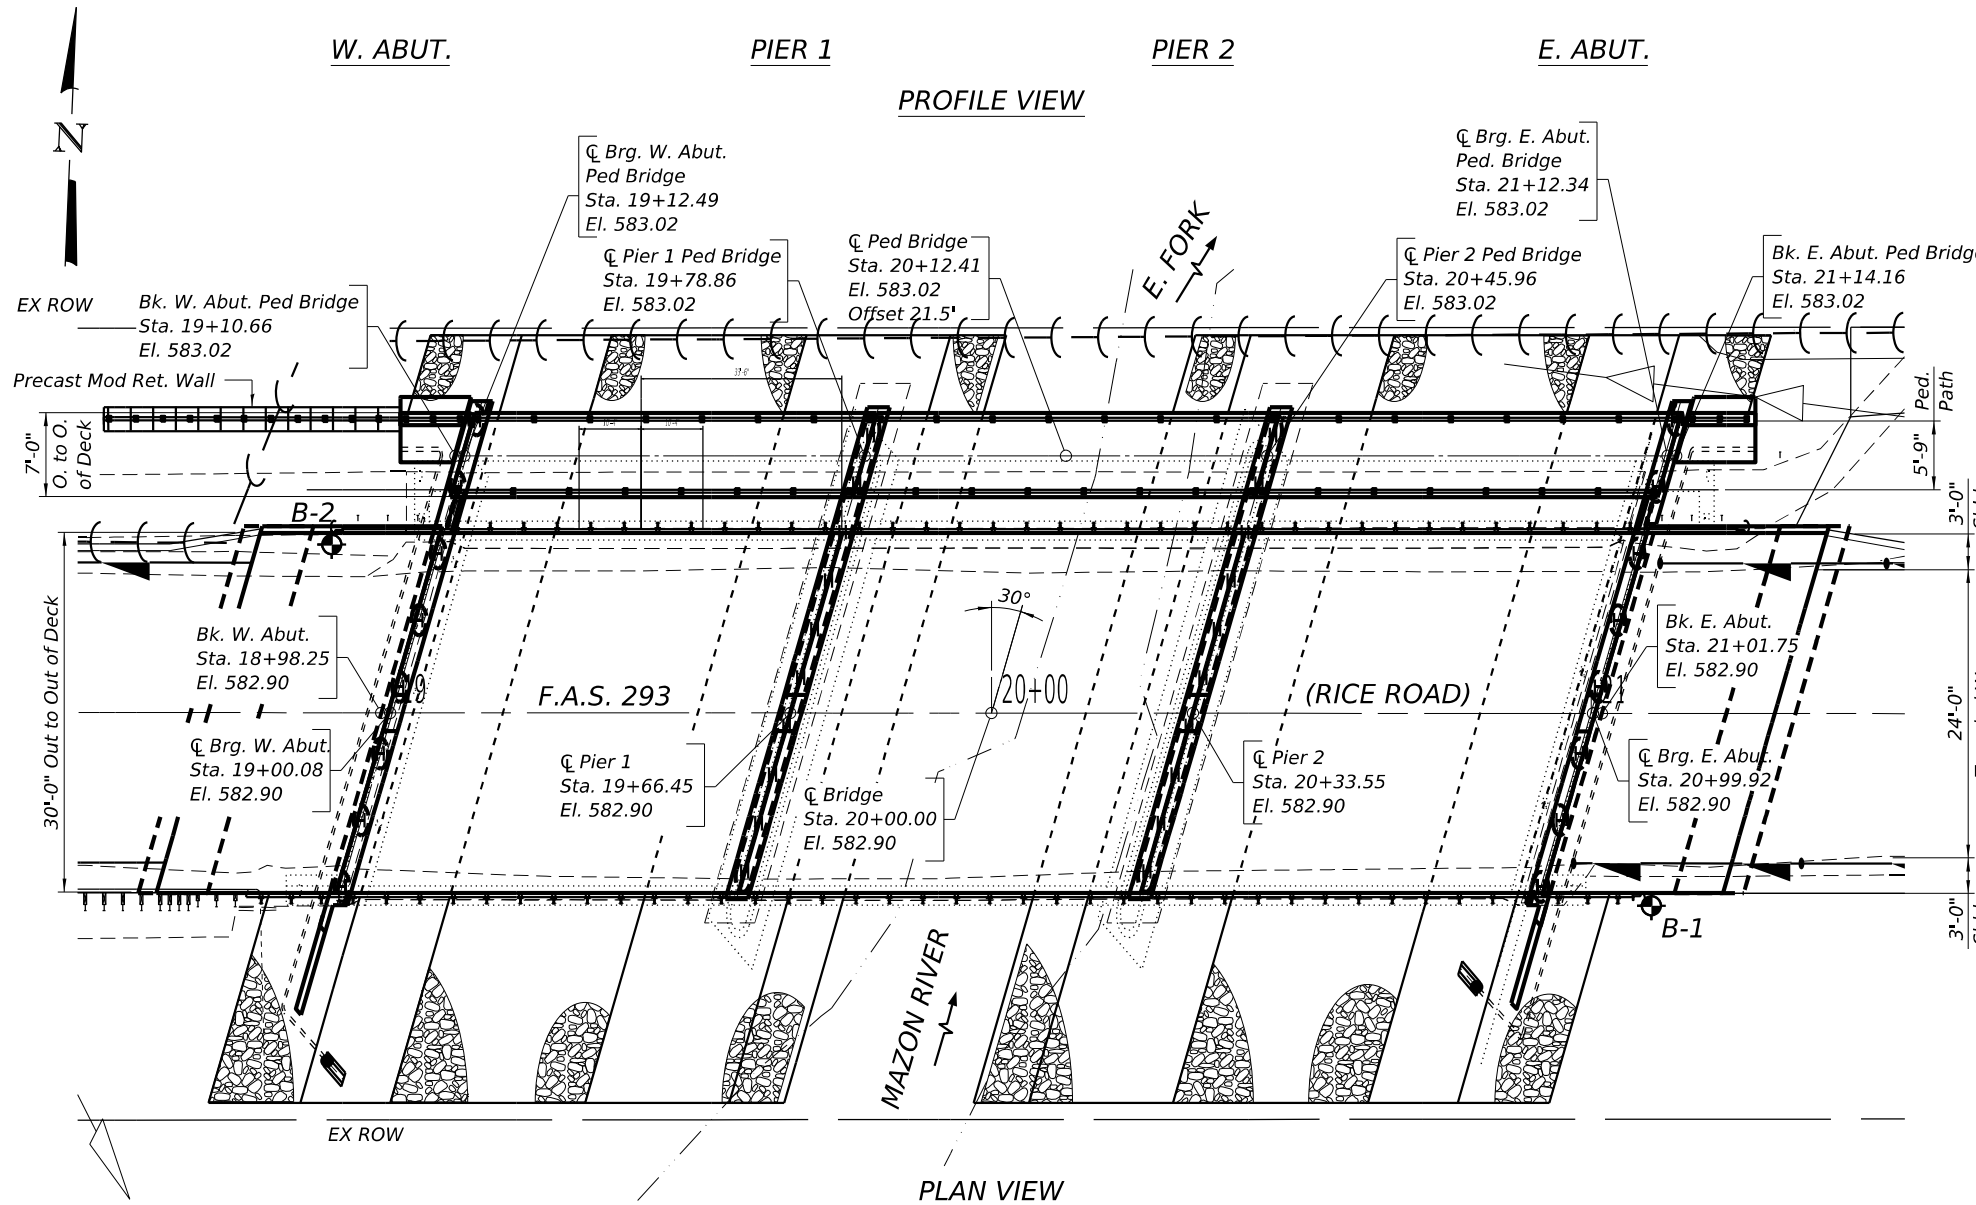 W. ABUT.
PIER 1
PIER 2
E. ABUT.
PROFILE VIEW
N
℄ Brg. W. Abut.
Ped Bridge
Sta. 19+12.49
El. 583.02
℄ Pier 1 Ped Bridge
Sta. 19+78.86
El. 583.02
℄ Ped Bridge
Sta. 20+12.41
El. 583.02
Offset 21.5'
E. FORK
℄ Brg. E. Abut.
Ped. Bridge
Sta. 21+12.34
El. 583.02
℄ Pier 2 Ped Bridge
Sta. 20+45.96
El. 583.02
Bk. E. Abut. Ped Bridge
Sta. 21+14.16
El. 583.02
EX ROW
Bk. W. Abut. Ped Bridge
Sta. 19+10.66
El. 583.02
Precast Mod Ret. Wall
7'-0"
O. to O.
of Deck
Ped.
Path
5'-9"
3'-0"
B-2
30'-0" Out to Out of Deck
Bk. W. Abut.
Sta. 18+98.25
El. 582.90
30°
Bk. E. Abut.
Sta. 21+01.75
El. 582.90
F.A.S. 293
20+00
(RICE ROAD)
24'-0"
℄ Brg. W. Abut.
Sta. 19+00.08
El. 582.90
℄ Pier 1
Sta. 19+66.45
El. 582.90
℄ Bridge
Sta. 20+00.00
El. 582.90
℄ Pier 2
Sta. 20+33.55
El. 582.90
℄ Brg. E. Abut.
Sta. 20+99.92
El. 582.90
3'-0"
B-1
MAZON RIVER
EX ROW
PLAN VIEW